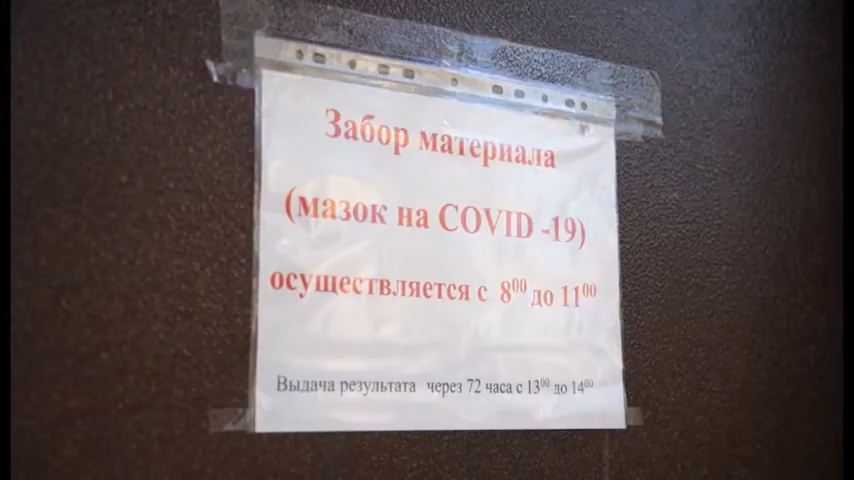 Забор материала
(мазок на COVID -19)
осуществляется с 8⁰⁰ до 11⁰⁰
Выдача результата через 72 часа с 13⁰⁰ до 14⁰⁰